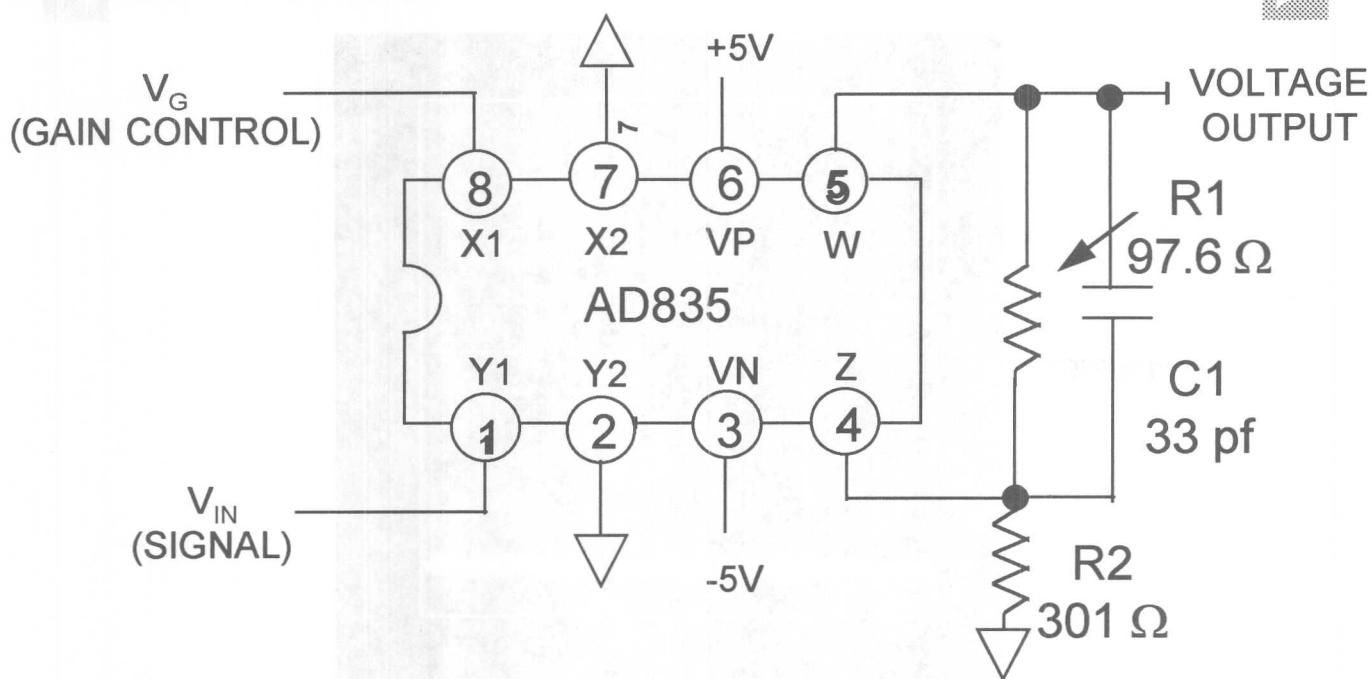 +5V
V_G
(GAIN CONTROL)
VOLTAGE
OUTPUT
7
8
7
6
5
X1
X2
VP
W
R1
97.6 Ω
AD835
Y1
Y2
VN
Z
1
2
3
4
C1
33 pf
V_IN
(SIGNAL)
-5V
R2
301 Ω